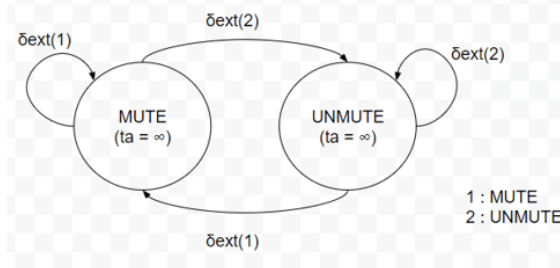 δext(2)
δext(1)
δext(2)
MUTE
(ta = ∞)
UNMUTE
(ta = ∞)
1 : MUTE
2 : UNMUTE
δext(1)